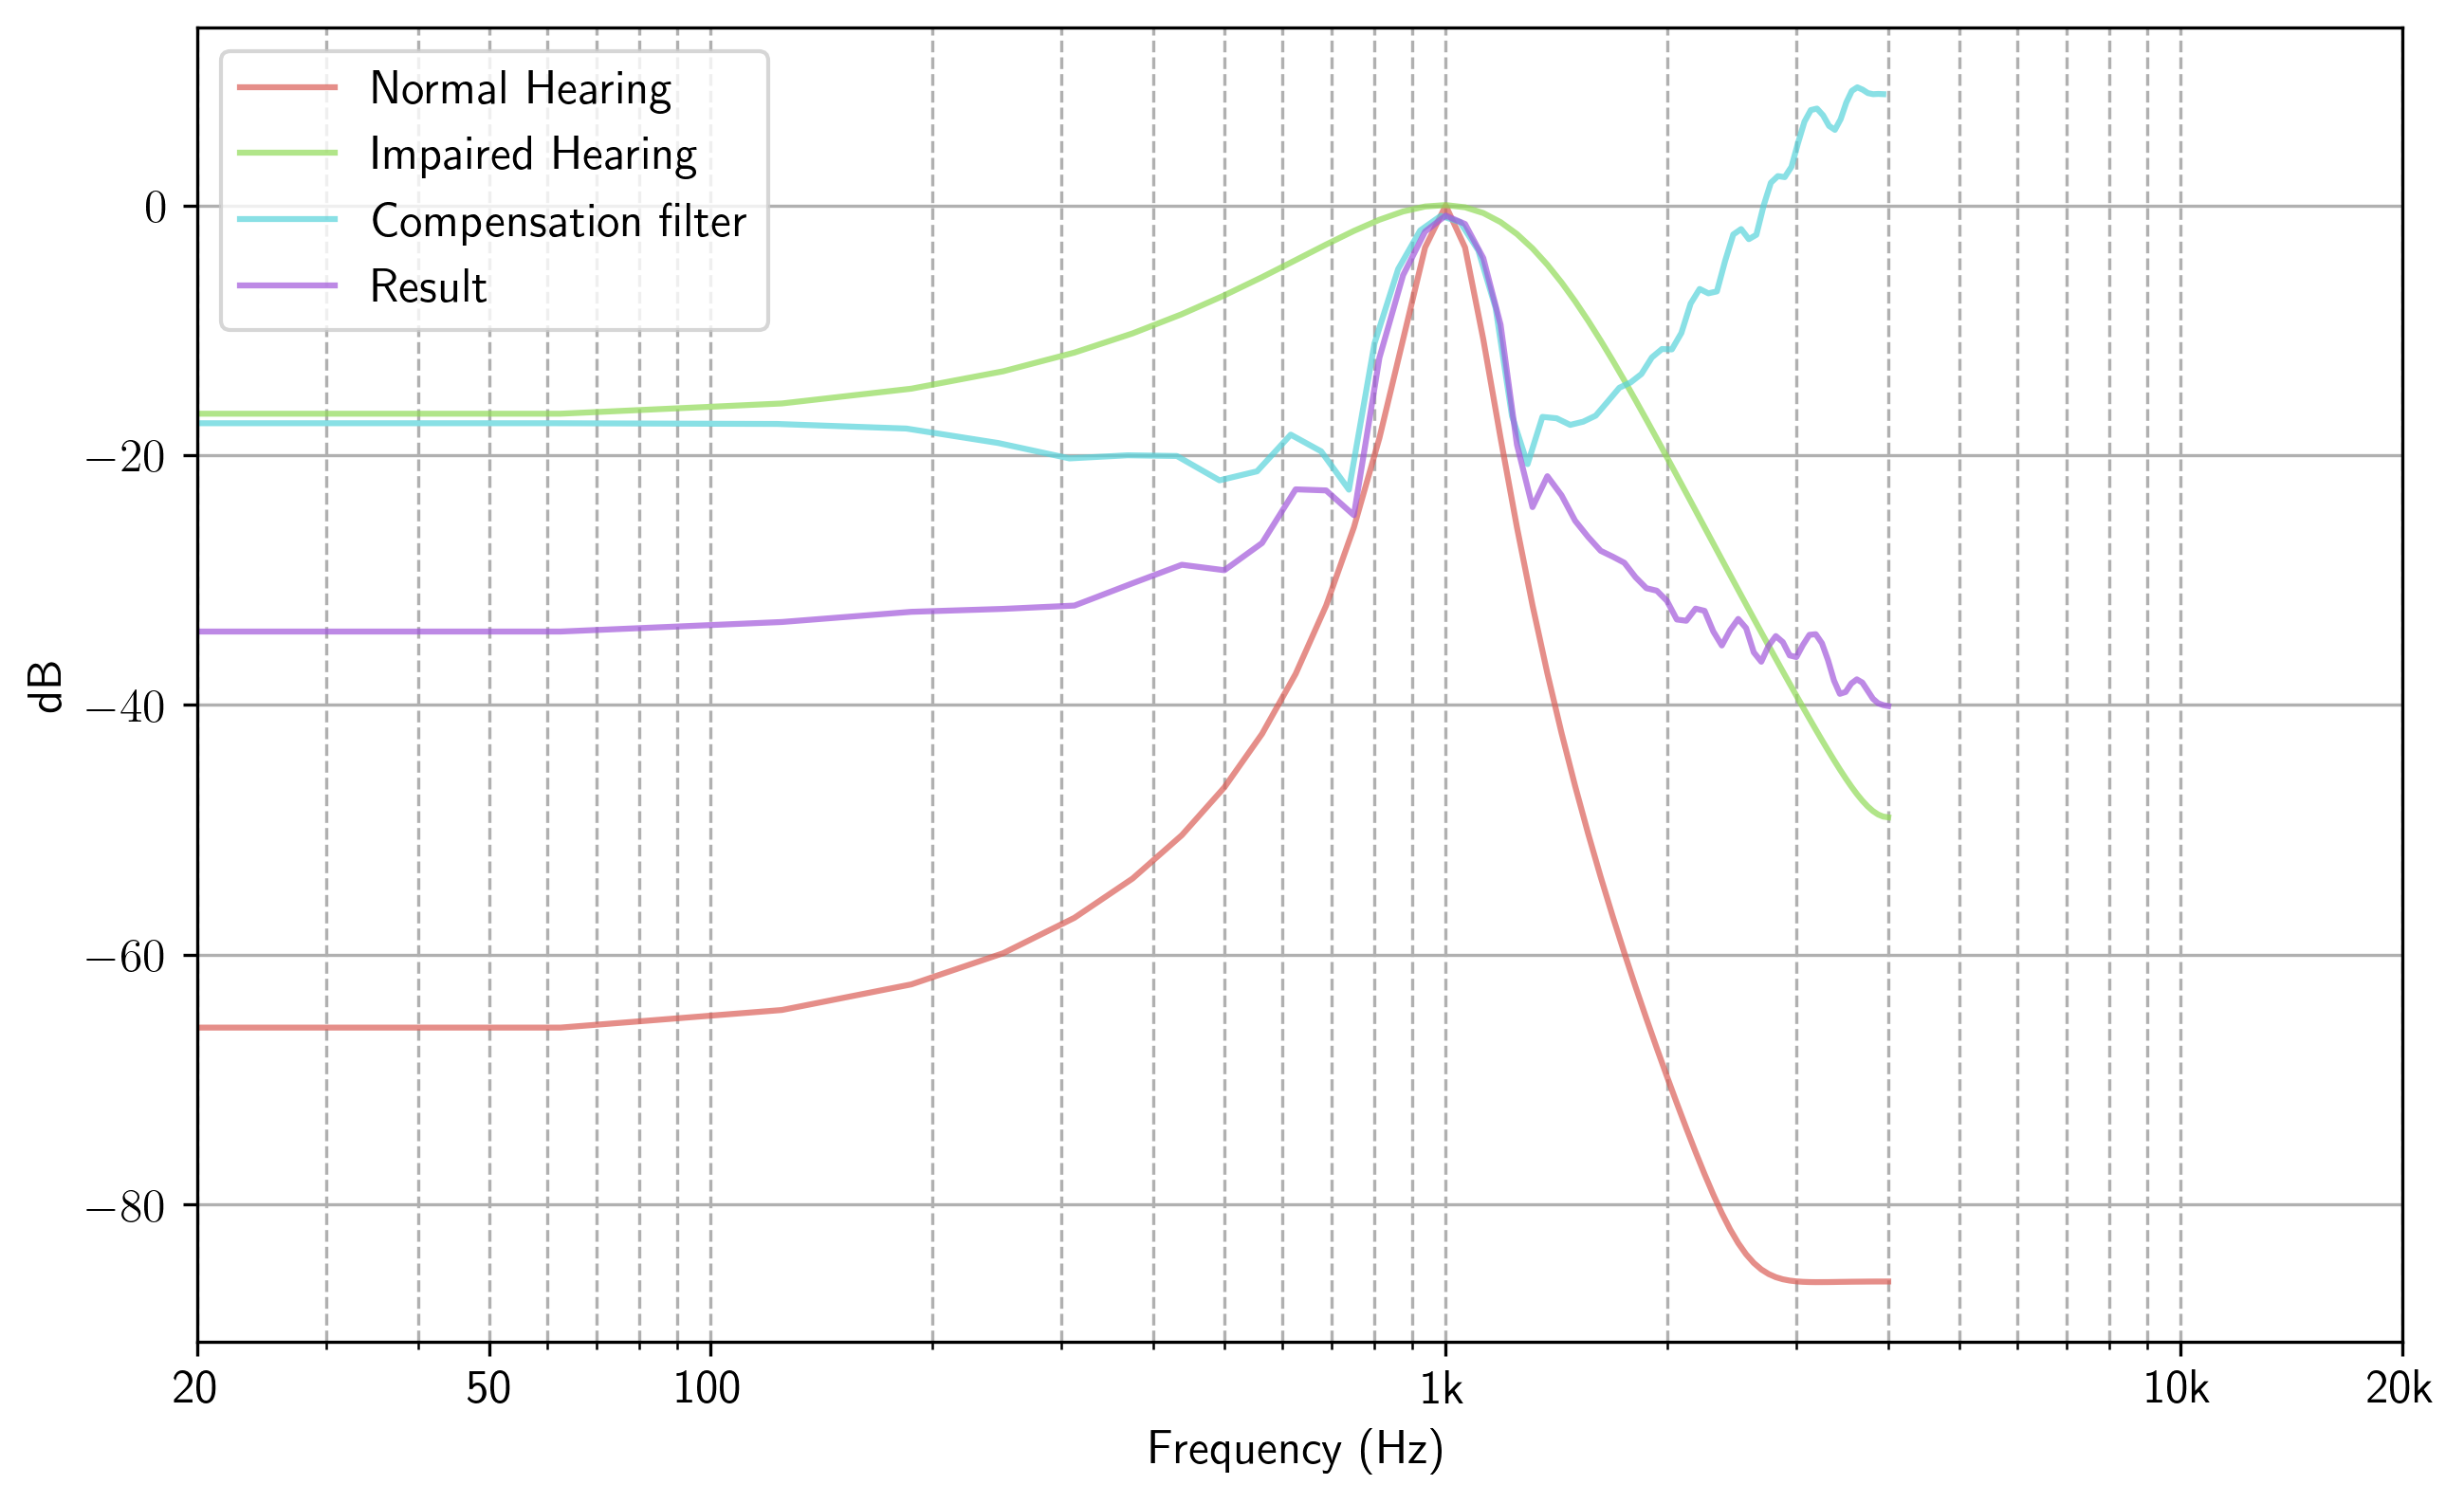 Normal Hearing
Impaired Hearing
Compensation filter
Result
0
−20
−40
−60
−80
dB
20 50 100 1k 10k 20k
Frequency (Hz)